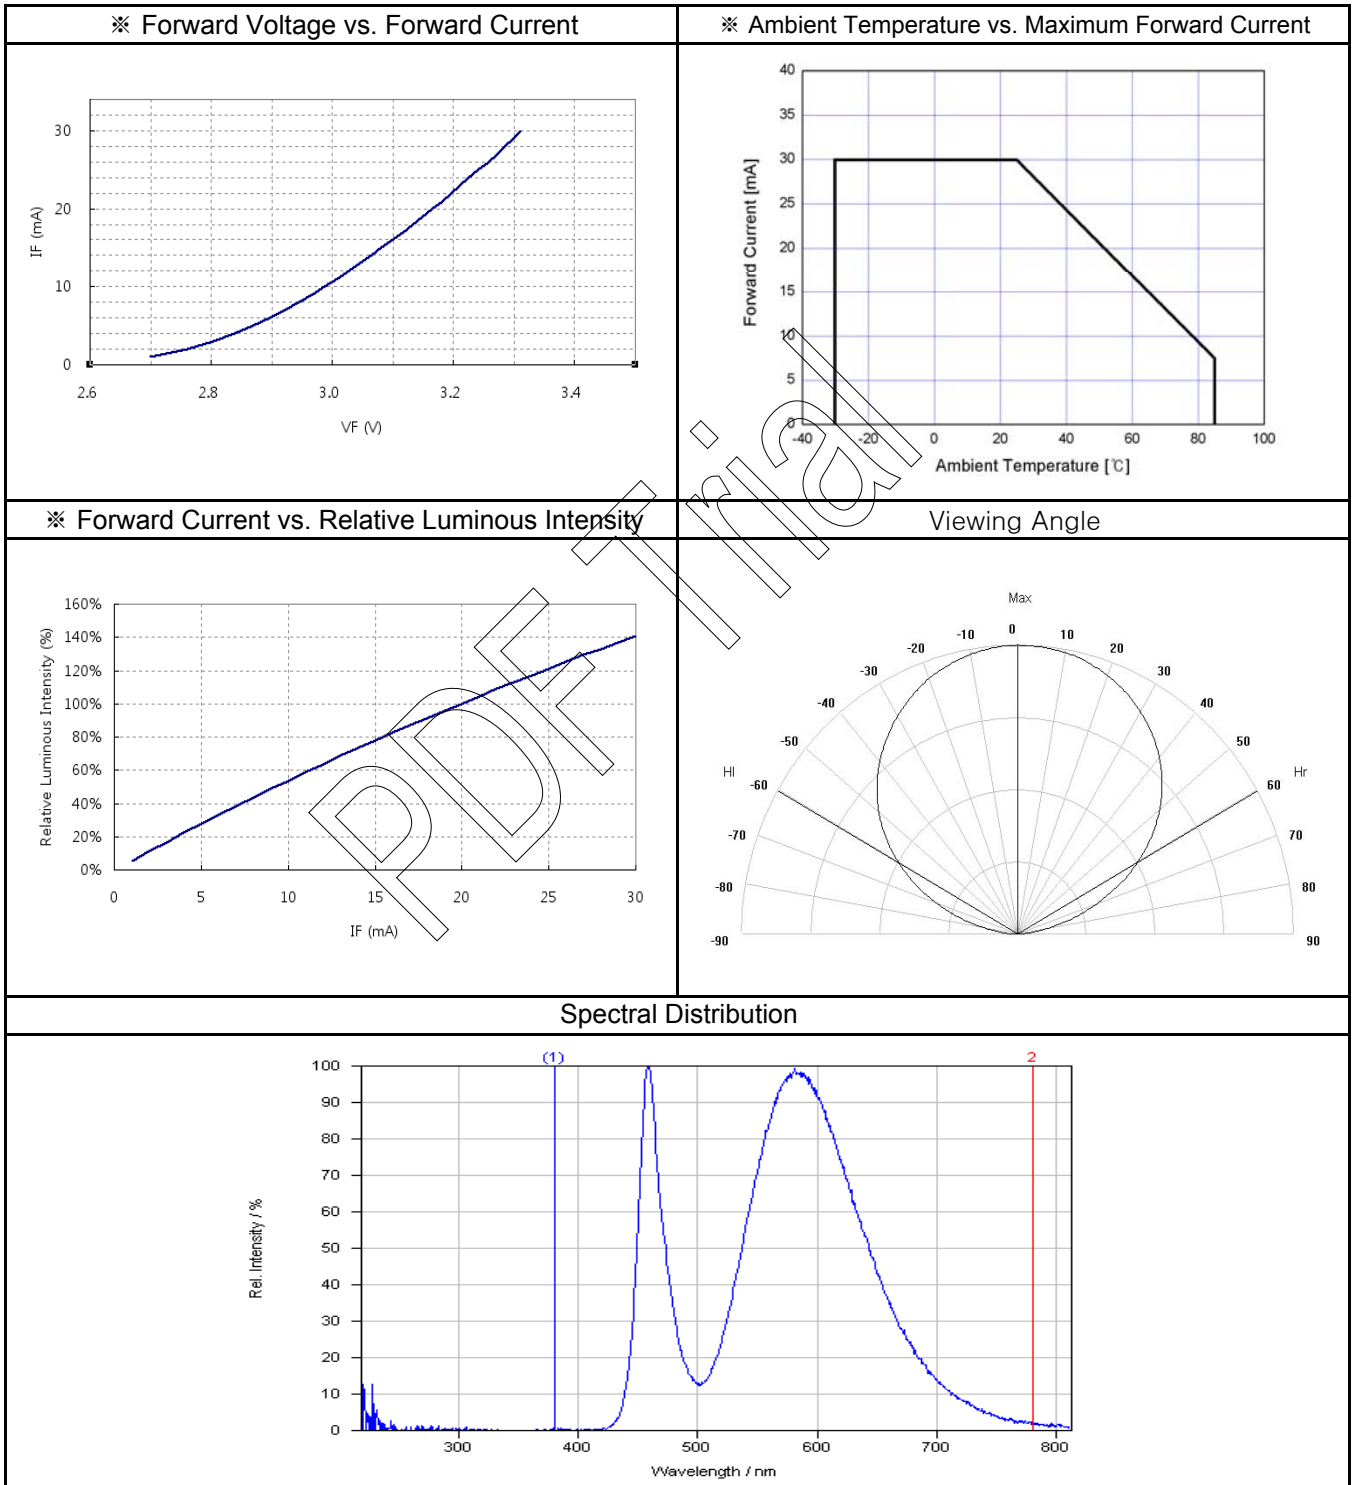 ※ Forward Voltage vs. Forward Current
※ Ambient Temperature vs. Maximum Forward Current
30
20
10
0
IF (mA)
2.6 2.8 3.0 3.2 3.4
VF (V)
40
35
30
25
20
15
10
5
0
Forward Current [mA]
-40 -20 0 20 40 60 80 100
Ambient Temperature [℃]
※ Forward Current vs. Relative Luminous Intensity
Viewing Angle
160%
140%
120%
100%
80%
60%
40%
20%
0%
Relative Luminous Intensity (%)
0 5 10 15 20 25 30
IF (mA)
Max
-10 0 10
-20 20
-30 30
-40 40
-50 50
Hl Hr
-60 60
-70 70
-80 80
-90 90
PDF Trial
Spectral Distribution
(1) 2
100
90
80
70
60
50
40
30
20
10
0
Rel. Intensity / %
300 400 500 600 700 800
Wavelength / nm